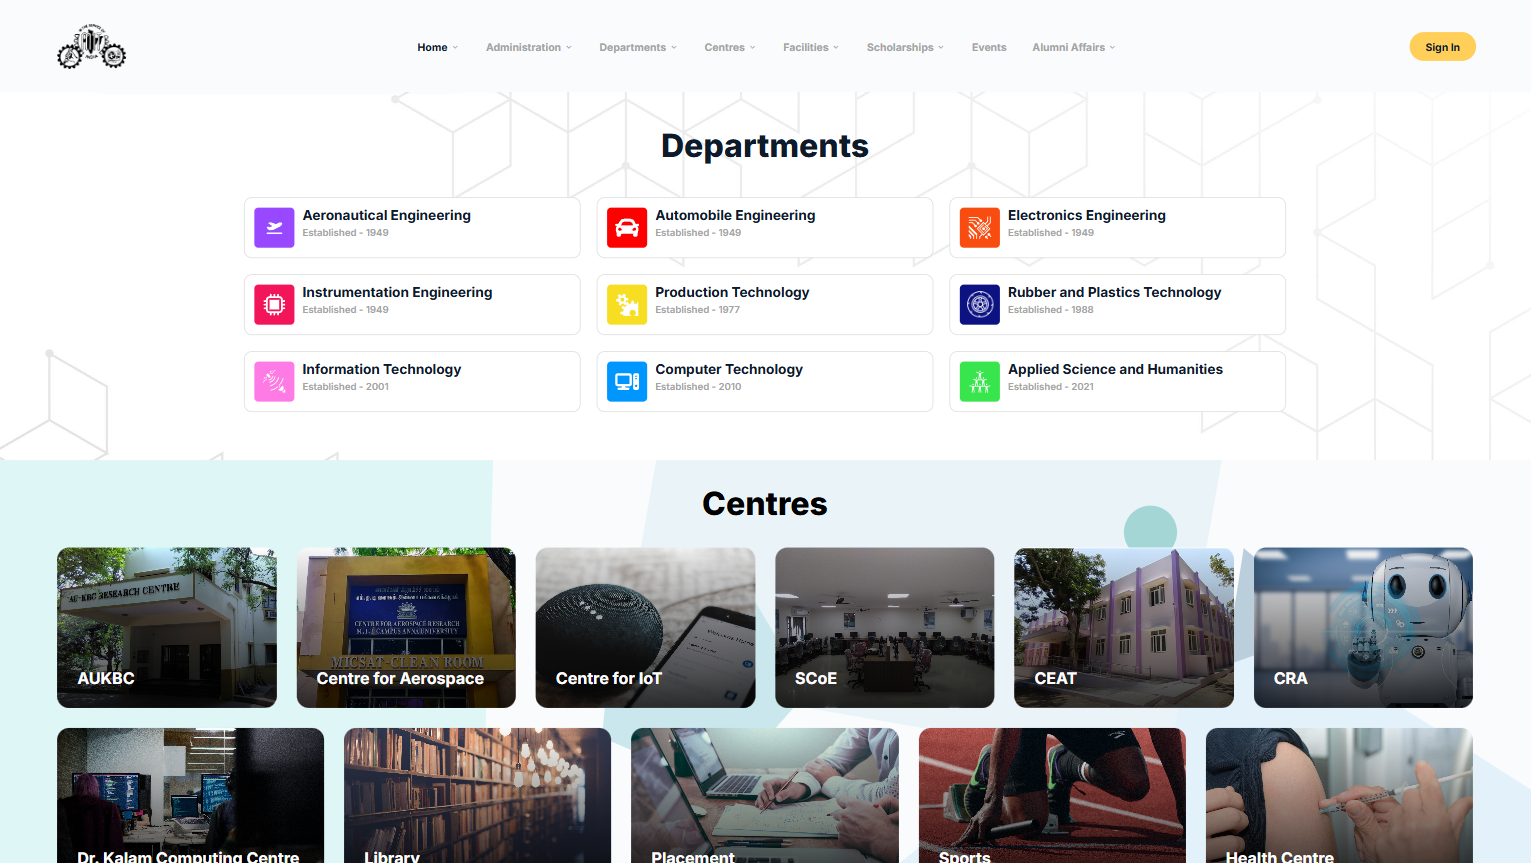 Home
Administration
Departments
Centres
Facilities
Scholarships
Events
Alumni Affairs
Sign In
Departments
Aeronautical Engineering
Established - 1949
Automobile Engineering
Established - 1949
Electronics Engineering
Established - 1949
Instrumentation Engineering
Established - 1949
Production Technology
Established - 1977
Rubber and Plastics Technology
Established - 1988
Information Technology
Established - 2001
Computer Technology
Established - 2010
Applied Science and Humanities
Established - 2021
Centres
AU-KBC RESEARCH CENTRE
AUKBC
CENTRE FOR AEROSPACE RESEARCH
M.I.T CAMPUS ANNA UNIVERSITY
MICSAT-CLEAN ROOM
Centre for Aerospace
Centre for IoT
SCoE
CEAT
CRA
Dr. Kalam Computing Centre
Library
Placement
Sports
Health Centre